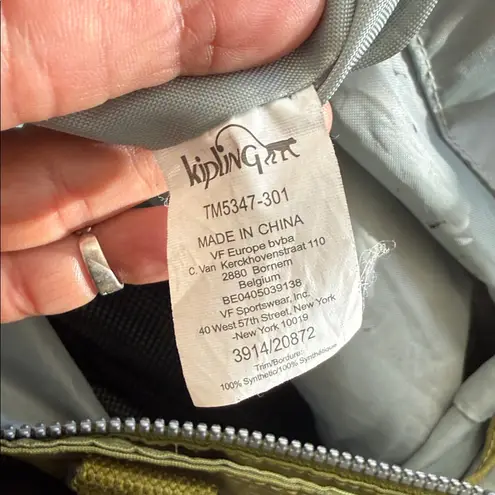 kipling
TM5347-301
MADE IN CHINA
VF Europe bvba
C. Van Kerckhovenstraat 110
2880 Bornem
Belgium
BE0405039138
VF Sportswear, Inc.
40 West 57th Street, New York
-New York 10019
3914/20872
Trim/Bordure:
100% Synthetic/100% Synthétique